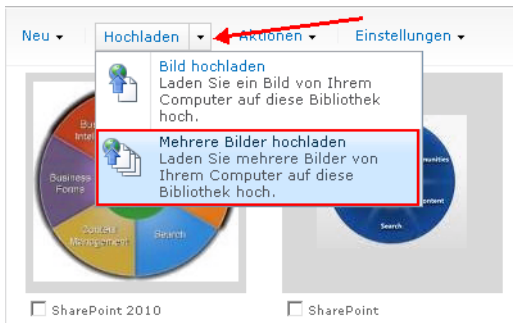 Neu Hochladen Aktionen Einstellungen
Bild hochladen
Laden Sie ein Bild von Ihrem
Computer auf diese Bibliothek
hoch.
Mehrere Bilder hochladen
Laden Sie mehrere Bilder von
Ihrem Computer auf diese
Bibliothek hoch.
Business
Forms
Content
Management
Search
Search
SharePoint 2010
SharePoint